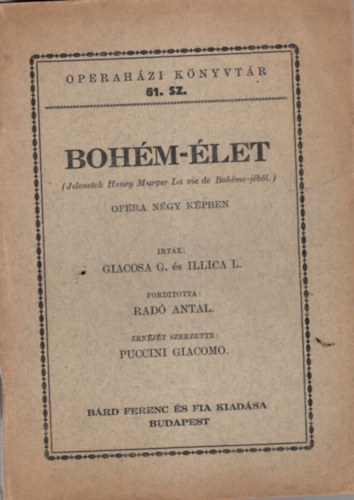 OPERAHÁZI KÖNYVTÁR
61. SZ.
BOHÉM-ÉLET
(Jelenetek Henry Murger La vie de Bohême-jéből.)
OPERA NÉGY KÉPBEN
IRTÁK:
GIACOSA G. és ILLICA L.
FORDITOTTA:
RADÓ ANTAL.
ZENÉJÉT SZERZETTE:
PUCCINI GIACOMO.
BÁRD FERENC ÉS FIA KIADÁSA
BUDAPEST